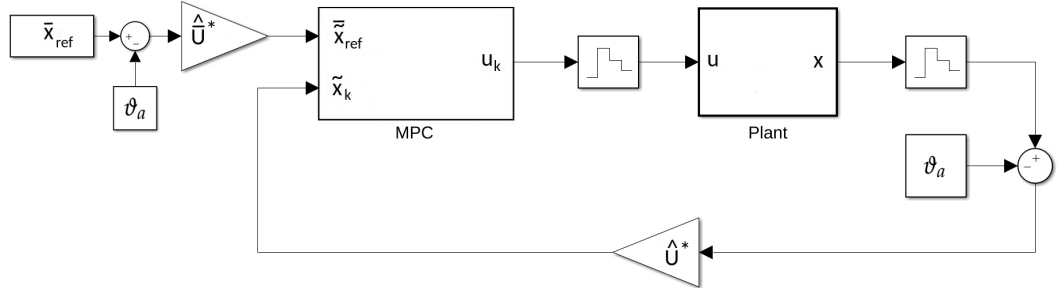 x̄ref
+
−
ϑa
Û̄*
x̄̃ref
x̃k
uk
MPC
u
x
Plant
ϑa
+
−
Û*